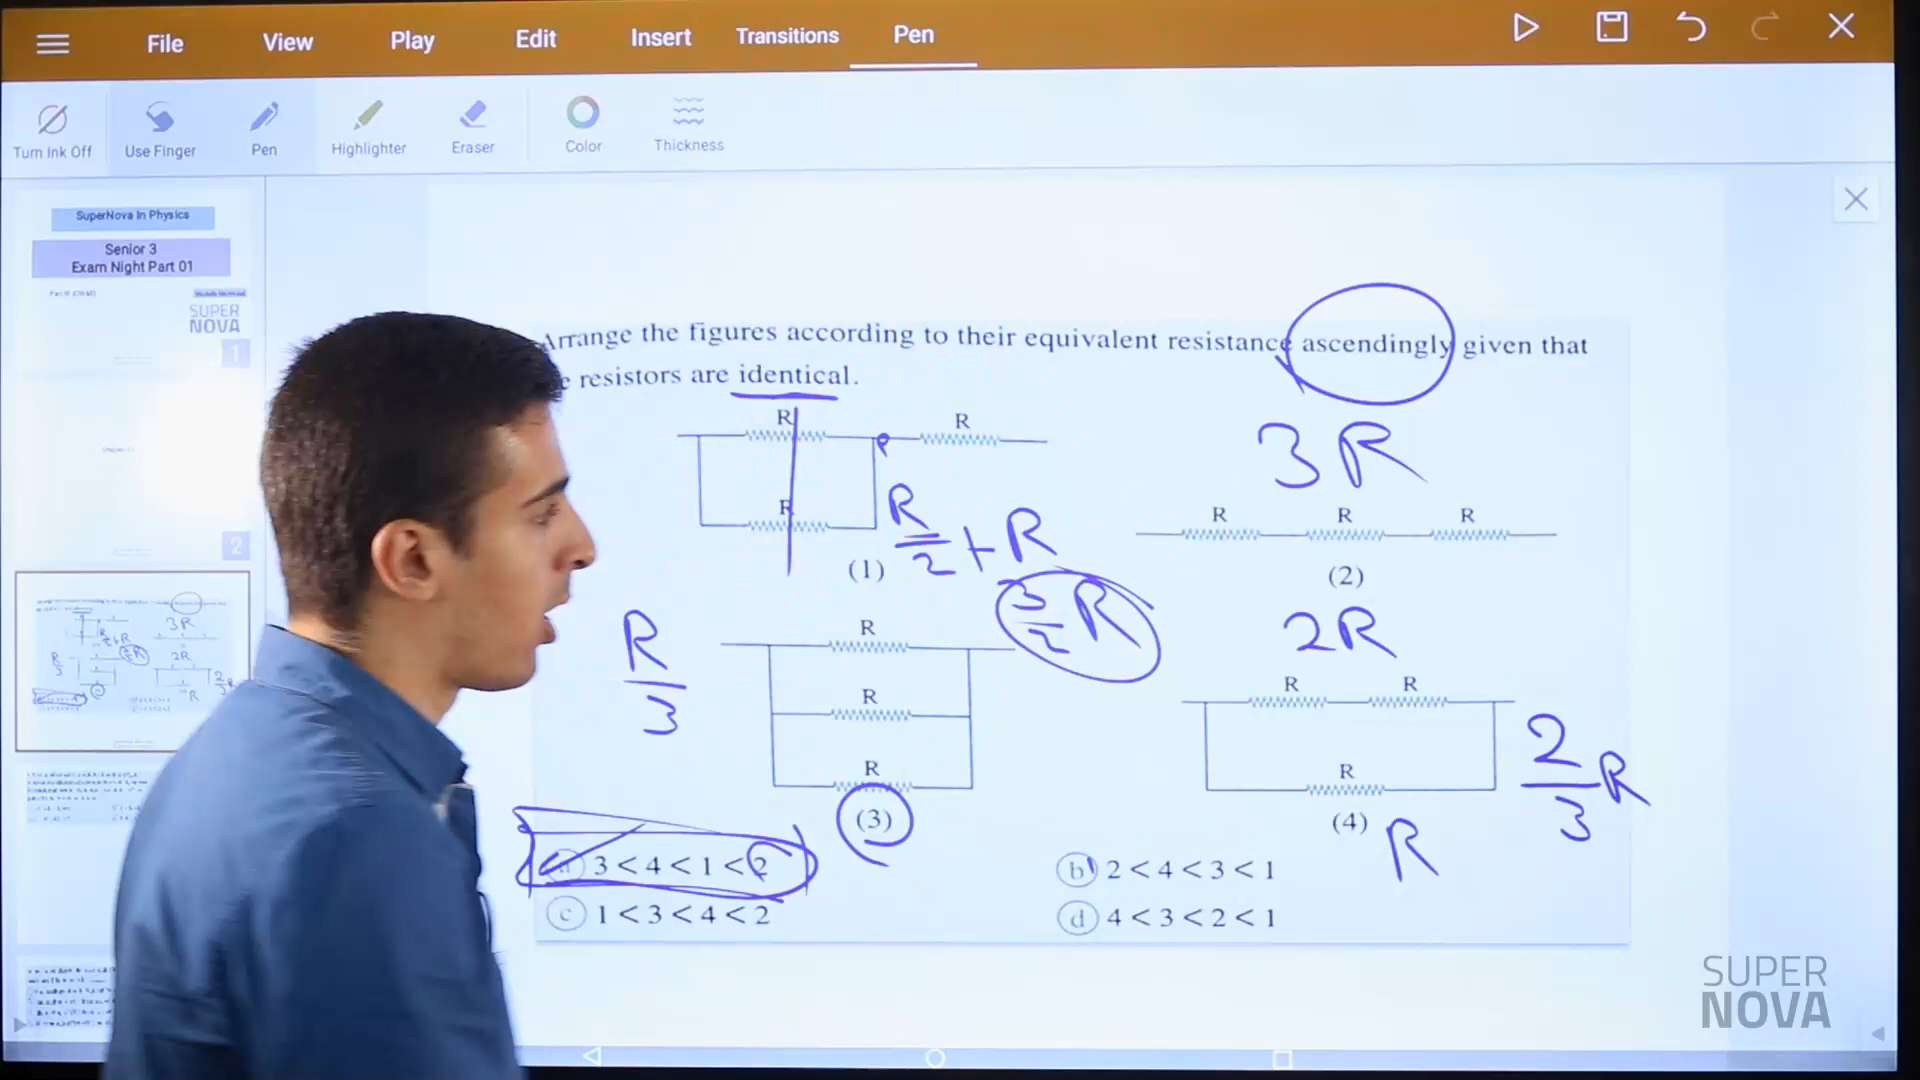 File View Play Edit Insert Transitions Pen
Turn Ink Off Use Finger Pen Highlighter Eraser Color Thickness
SuperNova In Physics
Senior 3
Exam Night Part 01
SUPER
NOVA
1
2
Arrange the figures according to their equivalent resistance ascendingly given that
e resistors are identical.
R R
R
R/2 + R
(1)
3/2 R
3R
R R R
(2)
R/3
R
R
R
(3)
2R
R R
R
2/3 R
(4) R
a 3 < 4 < 1 < 2
b 2 < 4 < 3 < 1
c 1 < 3 < 4 < 2
d 4 < 3 < 2 < 1
SUPER
NOVA